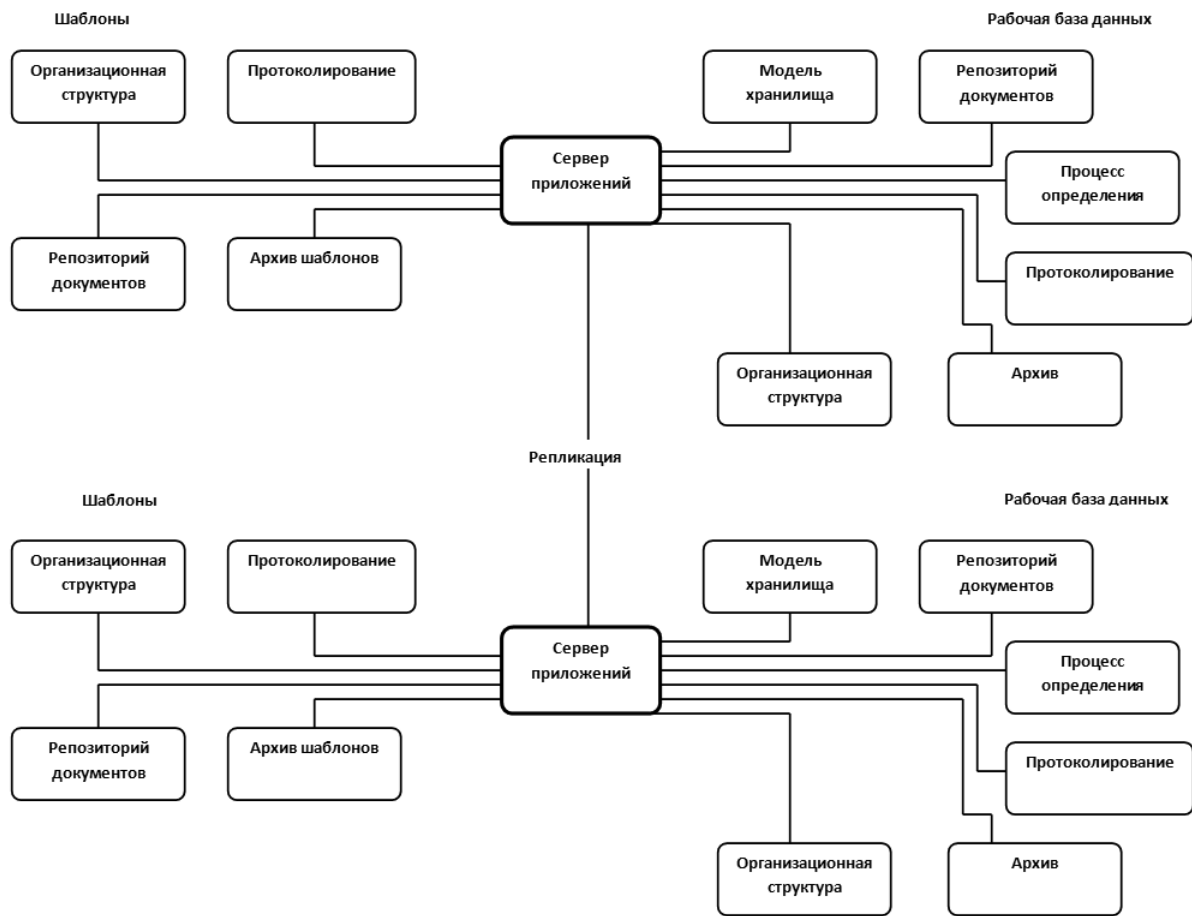 Шаблоны
Рабочая база данных
Организационная
структура
Протоколирование
Модель
хранилища
Репозиторий
документов
Сервер
приложений
Процесс
определения
Репозиторий
документов
Архив шаблонов
Протоколирование
Организационная
структура
Архив
Репликация
Шаблоны
Рабочая база данных
Организационная
структура
Протоколирование
Модель
хранилища
Репозиторий
документов
Сервер
приложений
Процесс
определения
Репозиторий
документов
Архив шаблонов
Протоколирование
Организационная
структура
Архив